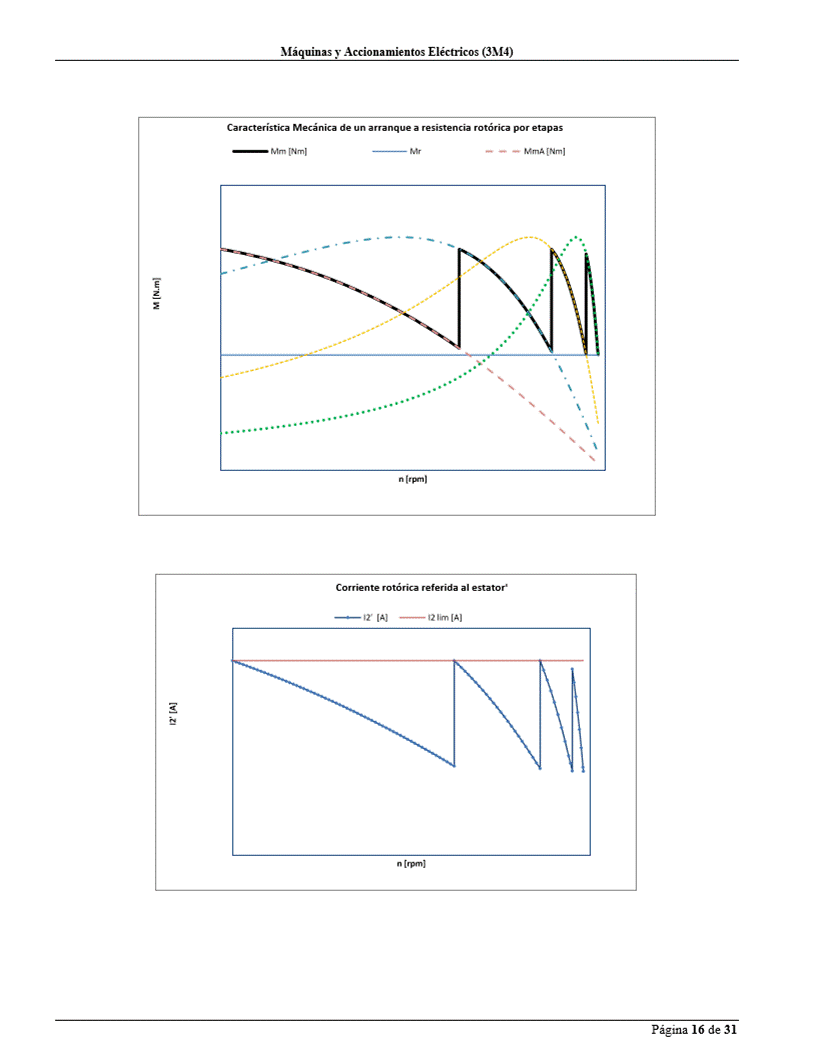 Máquinas y Accionamientos Eléctricos (3M4)
Característica Mecánica de un arranque a resistencia rotórica por etapas
Mm [Nm] Mr MmA [Nm]
M [N.m]
n [rpm]
Corriente rotórica referida al estator'
I2' [A] I2 lim [A]
I2' [A]
n [rpm]
Página 16 de 31